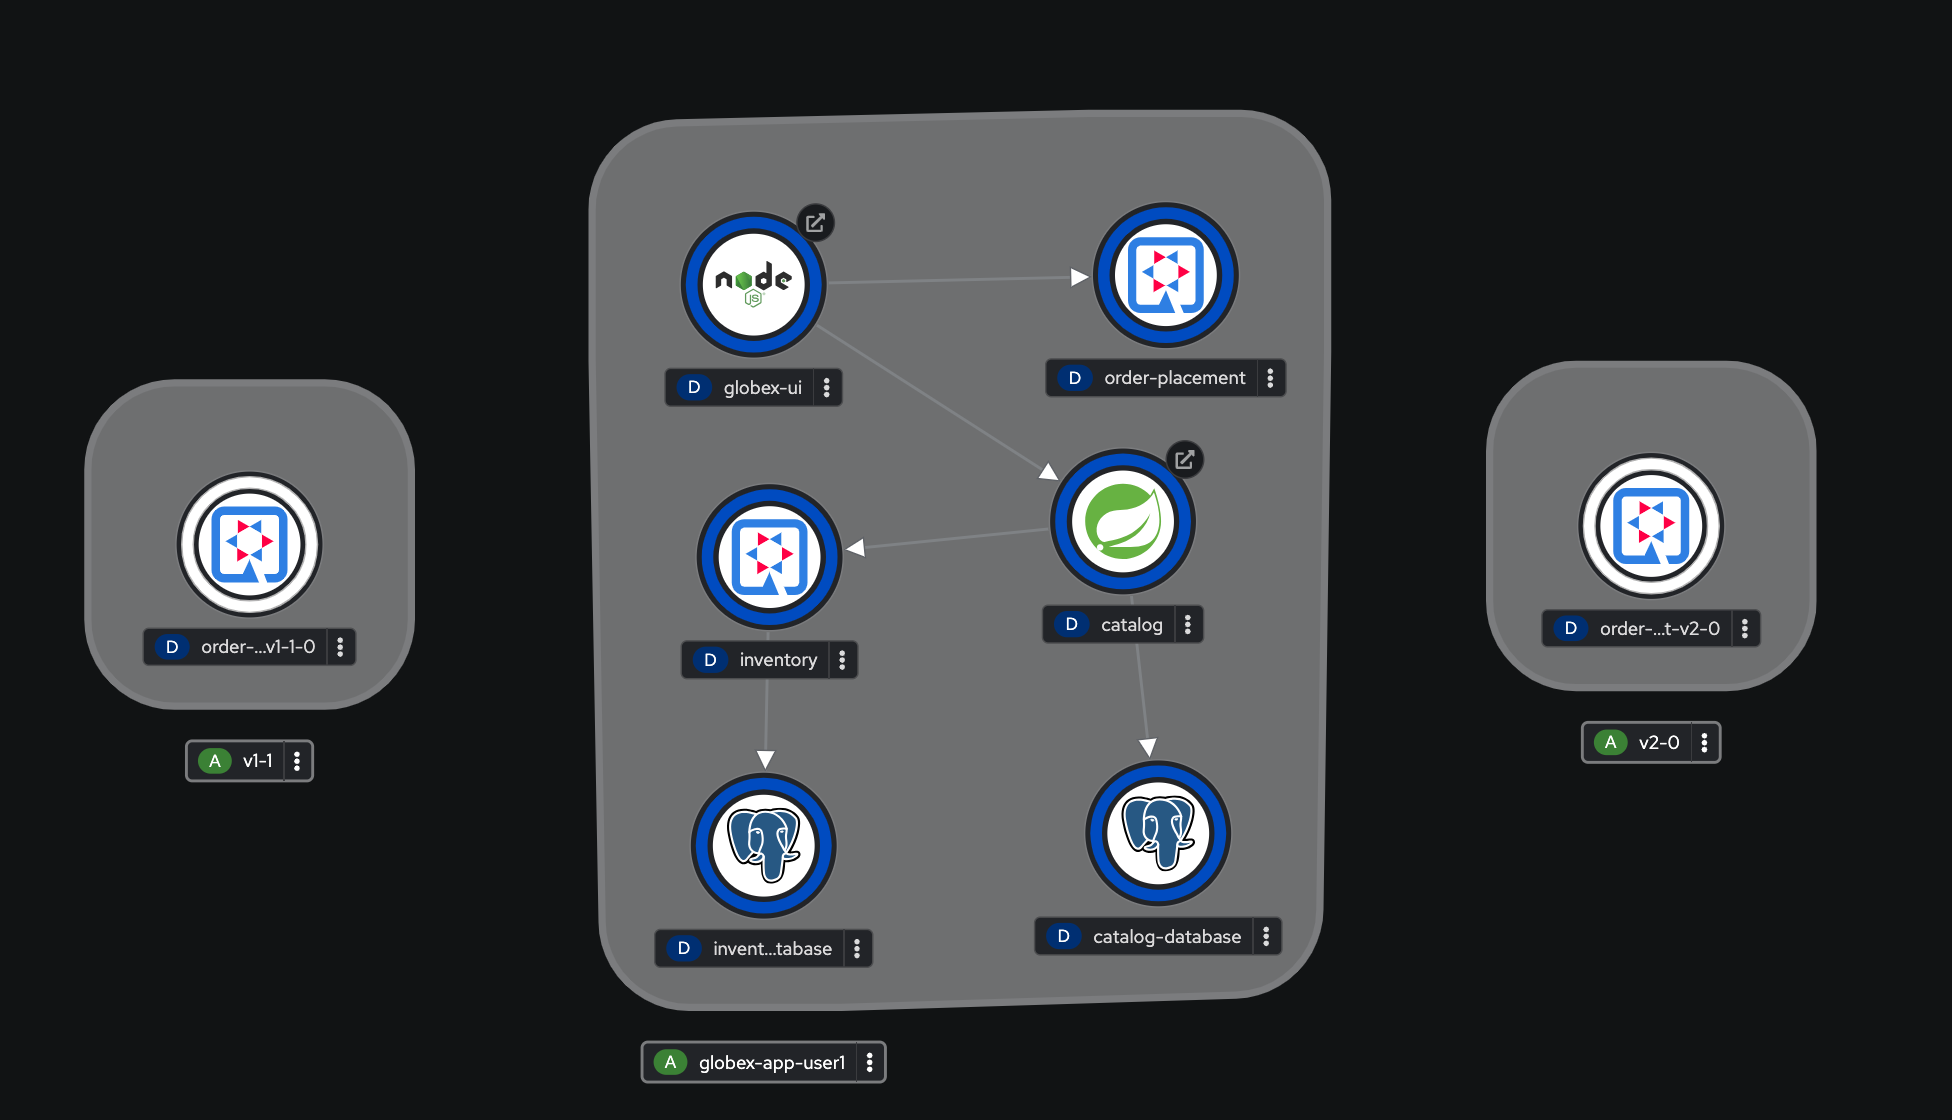 node
JS
D globex-ui
D order-placement
D order-...v1-1-0
A v1-1
D inventory
D catalog
D order-...t-v2-0
A v2-0
D invent...tabase
D catalog-database
A globex-app-user1